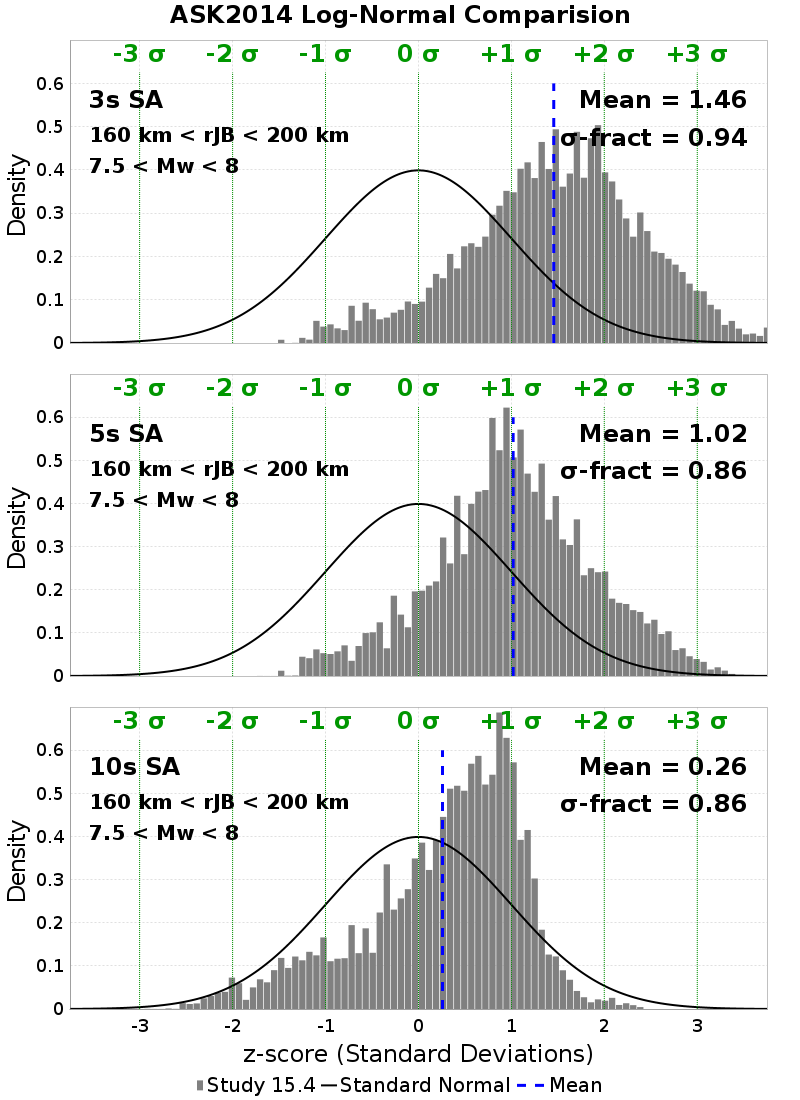 ASK2014 Log-Normal Comparision
-3 σ -2 σ -1 σ 0 σ +1 σ +2 σ +3 σ
3s SA
Mean = 1.46
160 km < rJB < 200 km
σ-fract = 0.94
7.5 < Mw < 8
Density
0.6
0.5
0.4
0.3
0.2
0.1
0
-3 σ -2 σ -1 σ 0 σ +1 σ +2 σ +3 σ
5s SA
Mean = 1.02
160 km < rJB < 200 km
σ-fract = 0.86
7.5 < Mw < 8
Density
0.6
0.5
0.4
0.3
0.2
0.1
0
-3 σ -2 σ -1 σ 0 σ +1 σ +2 σ +3 σ
10s SA
Mean = 0.26
160 km < rJB < 200 km
σ-fract = 0.86
7.5 < Mw < 8
Density
0.6
0.5
0.4
0.3
0.2
0.1
0
-3 -2 -1 0 1 2 3
z-score (Standard Deviations)
Study 15.4 Standard Normal Mean